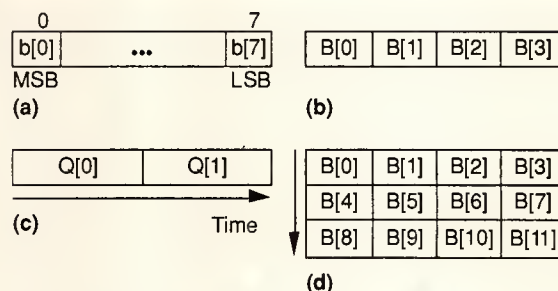 0 7
b[0] ... b[7]
MSB LSB
(a)
B[0] B[1] B[2] B[3]
(b)
Q[0] Q[1]
Time
(c)
B[0] B[1] B[2] B[3]
B[4] B[5] B[6] B[7]
B[8] B[9] B[10] B[11]
(d)